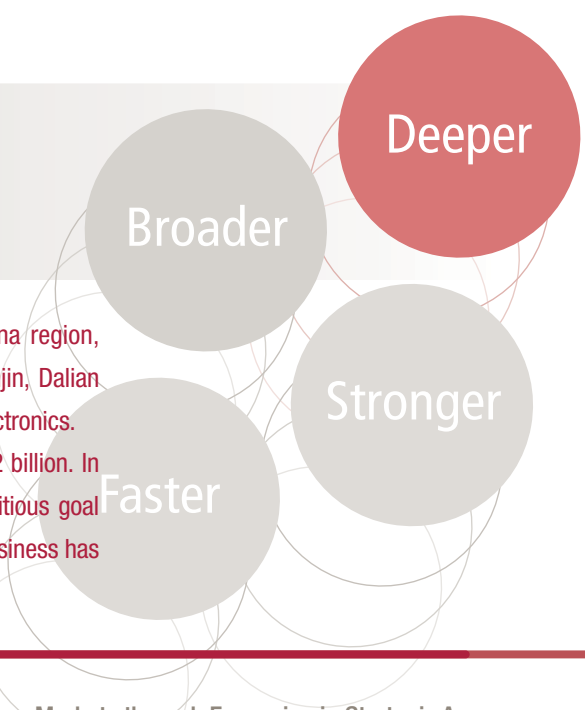 Deeper
Broader
na region,
jin, Dalian
Stronger
ctronics.
2 billion. In
Faster
itious goal
siness has